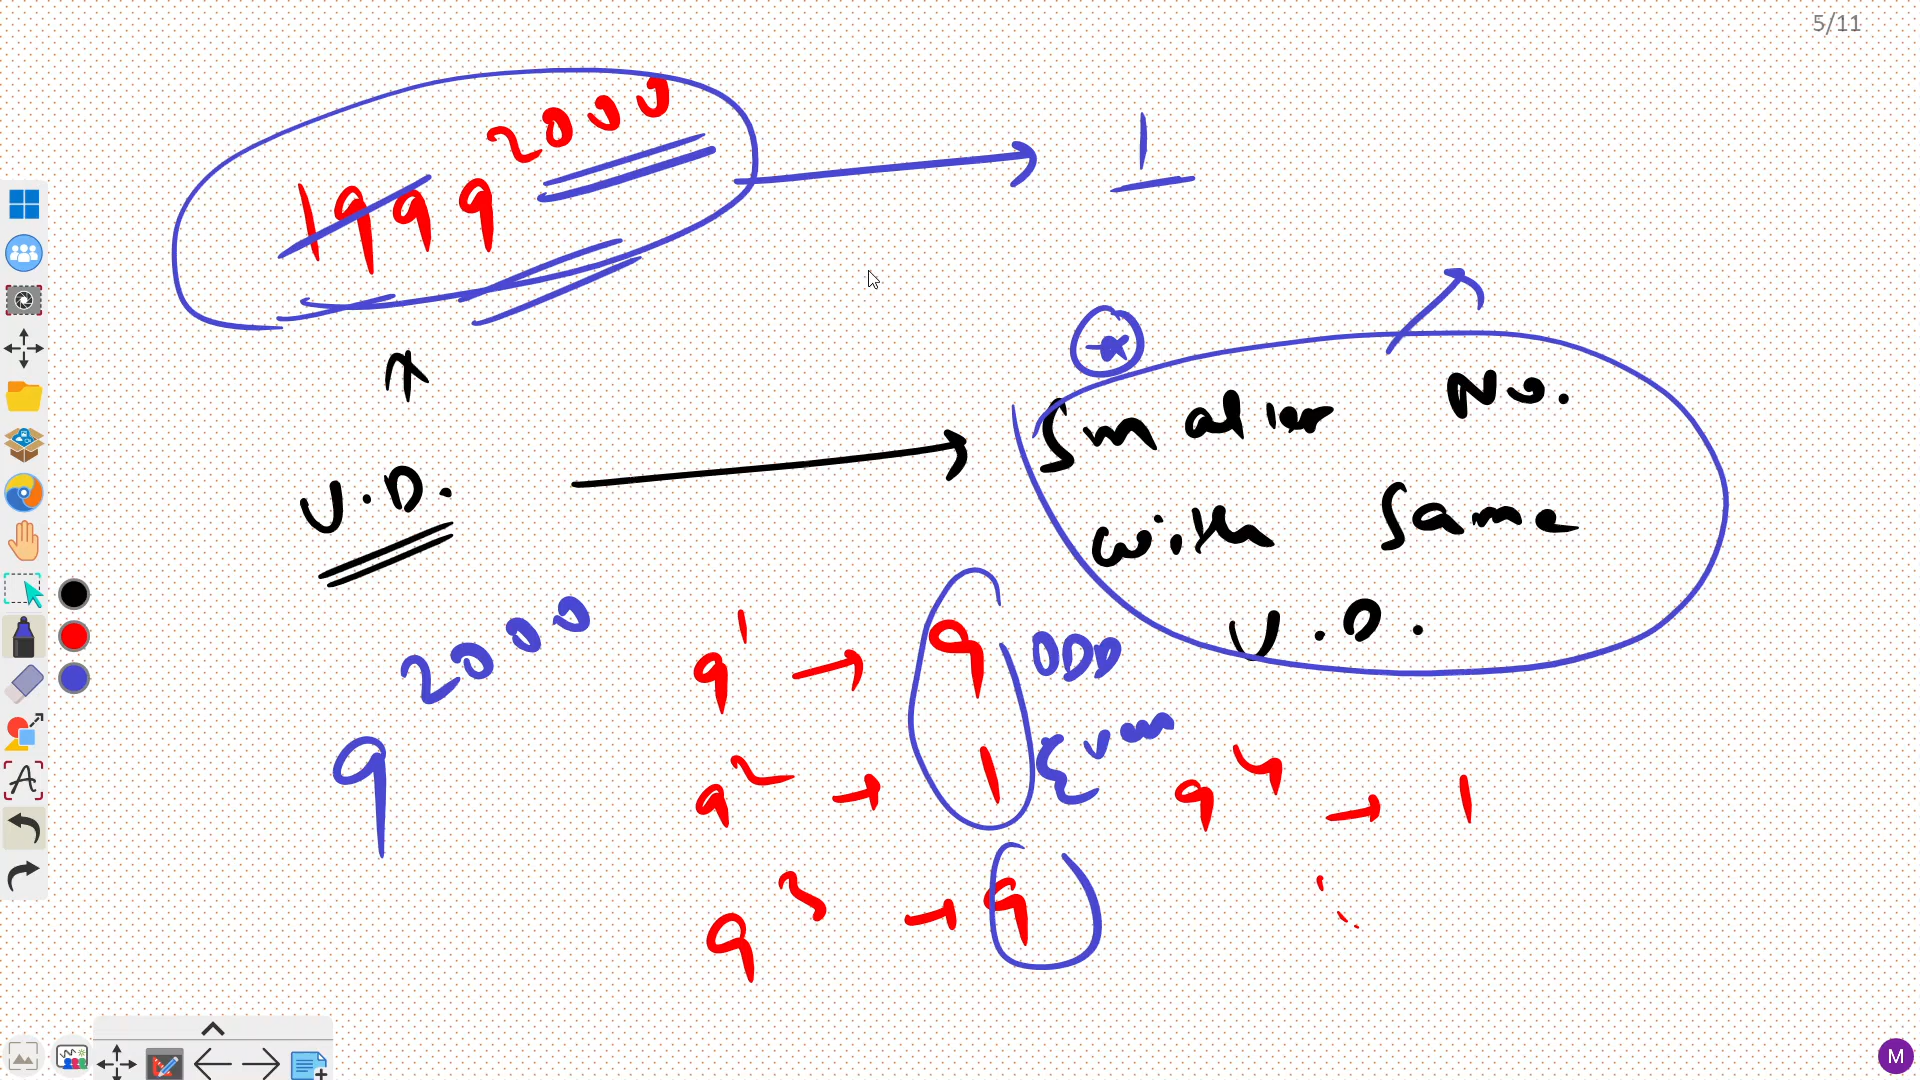 5/11
1999^2000 → 1
*
Smaller No.
U.D. → with Same
U.D.
9^2000
9^1 → 9 ODD
9^2 → 1 Even
9^4 → 1
9^3 → 9
M